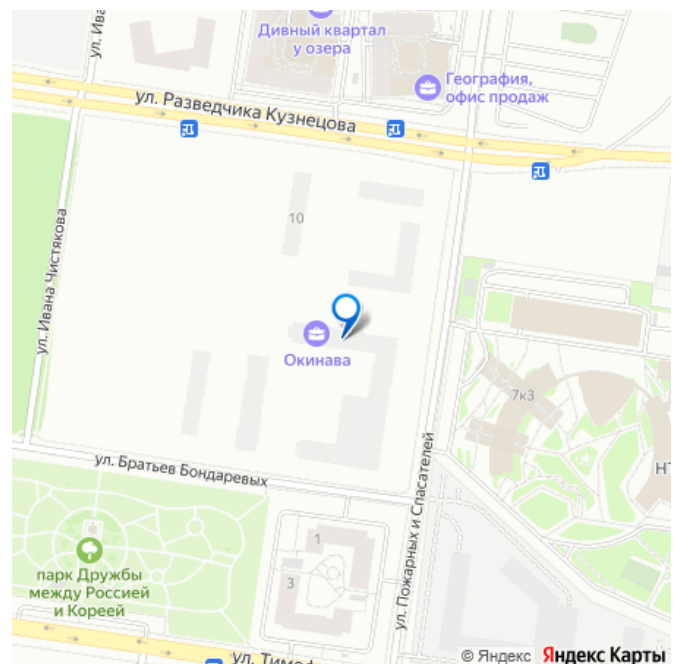 ул. Ива
Дивный квартал
у озера
География,
офис продаж
ул. Разведчика Кузнецова
10
ул. Ивана Чистякова
Окинава
7к3
ул. Братьев Бондаревых
ул. Пожарных и Спасателей
НТ
1
3
парк Дружбы
между Россией
и Кореей
ул. Тимоф
© Яндекс Яндекс Карты